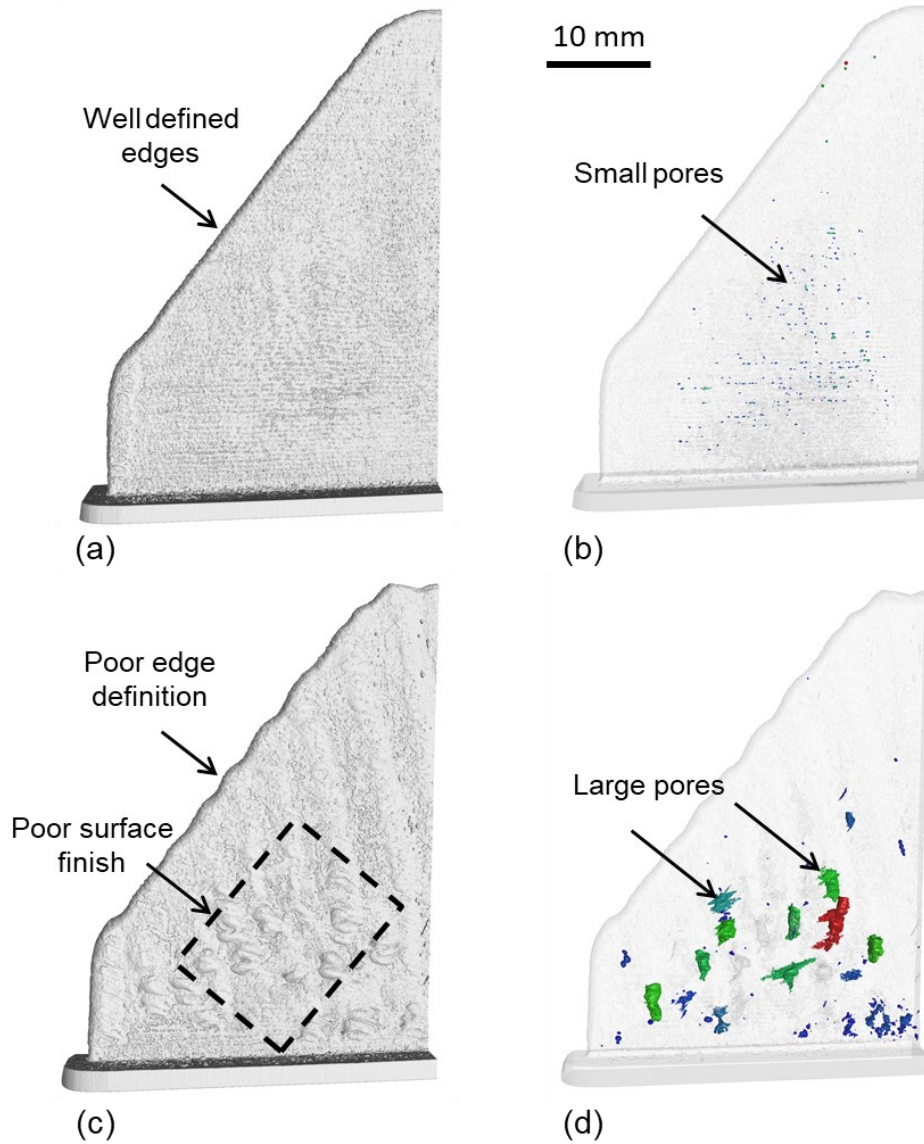 10 mm
Well defined
edges
Small pores
(a)
(b)
Poor edge
definition
Poor surface
finish
Large pores
(c)
(d)